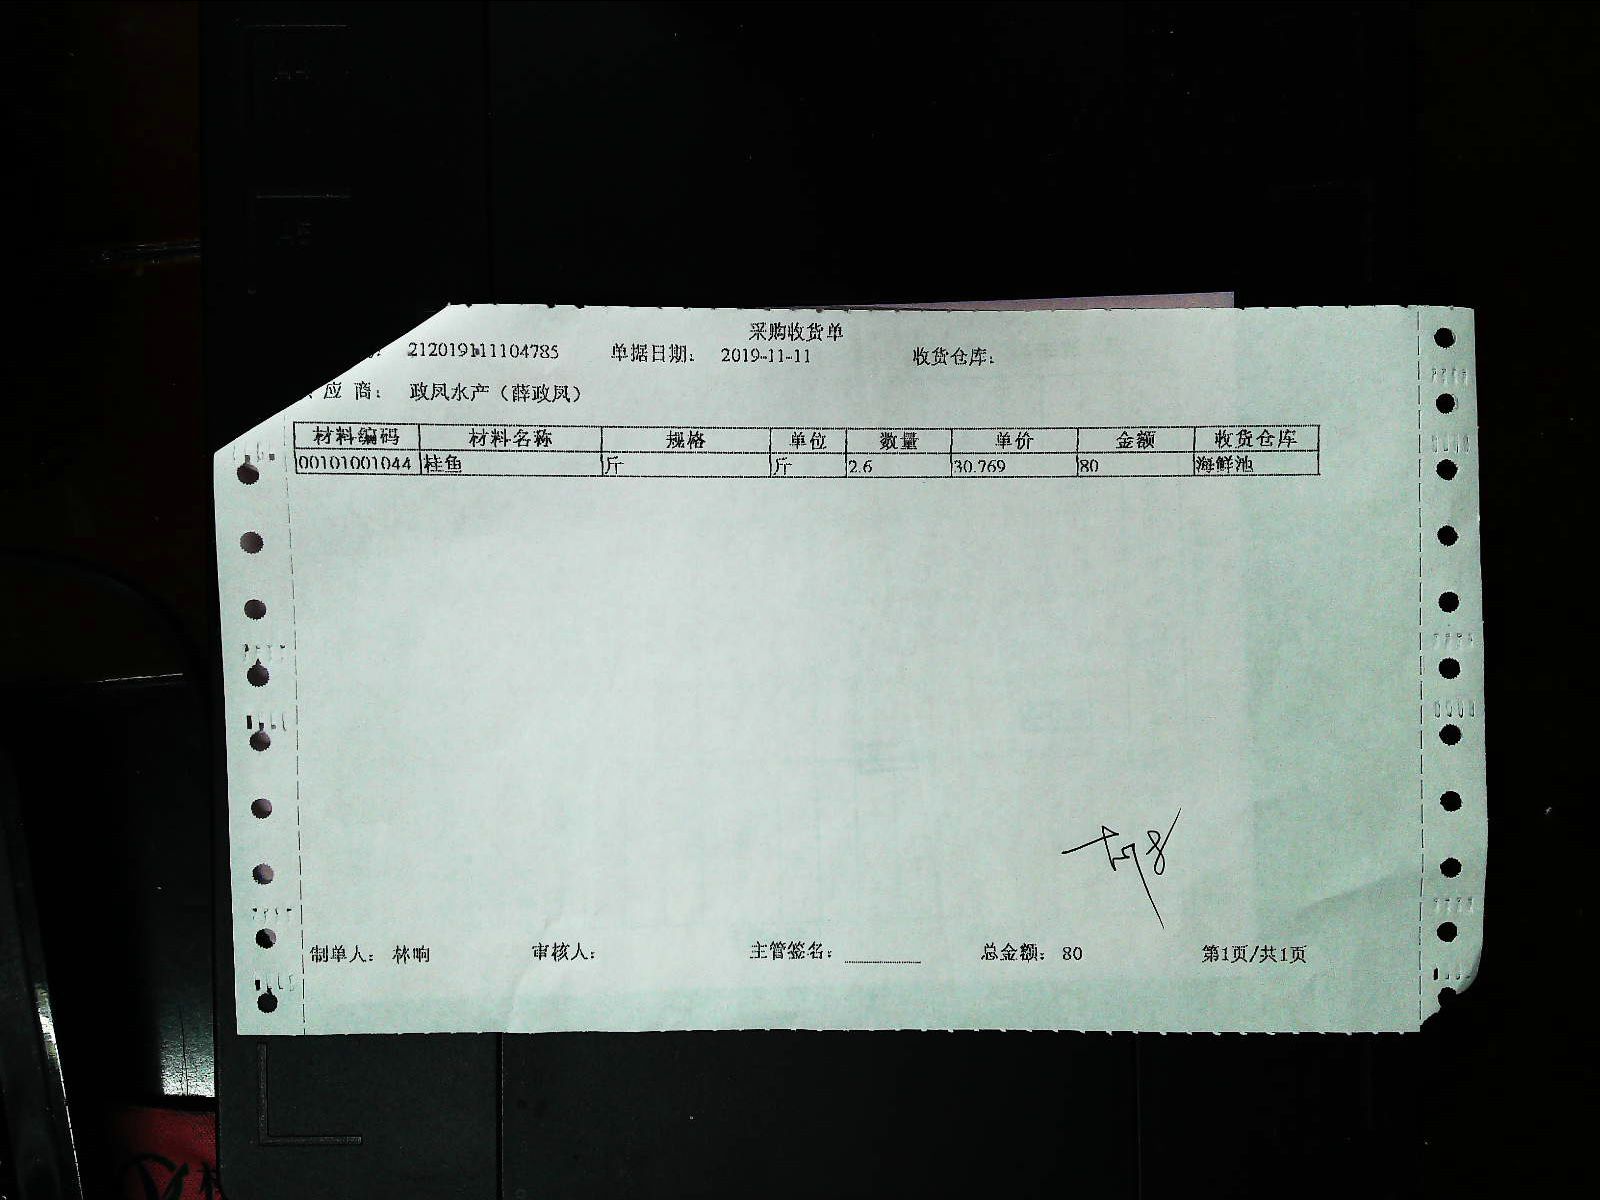 采购收货单
212019111104785 单据日期: 2019-11-11 收货仓库:
应 商: 政凤水产（薛政凤）
材料编码 材料名称 规格 单位 数量 单价 金额 收货仓库
00101001044 桂鱼 斤 斤 2.6 30.769 80 海鲜池
制单人: 林响 审核人: 主管签名: 总金额: 80 第1页/共1页